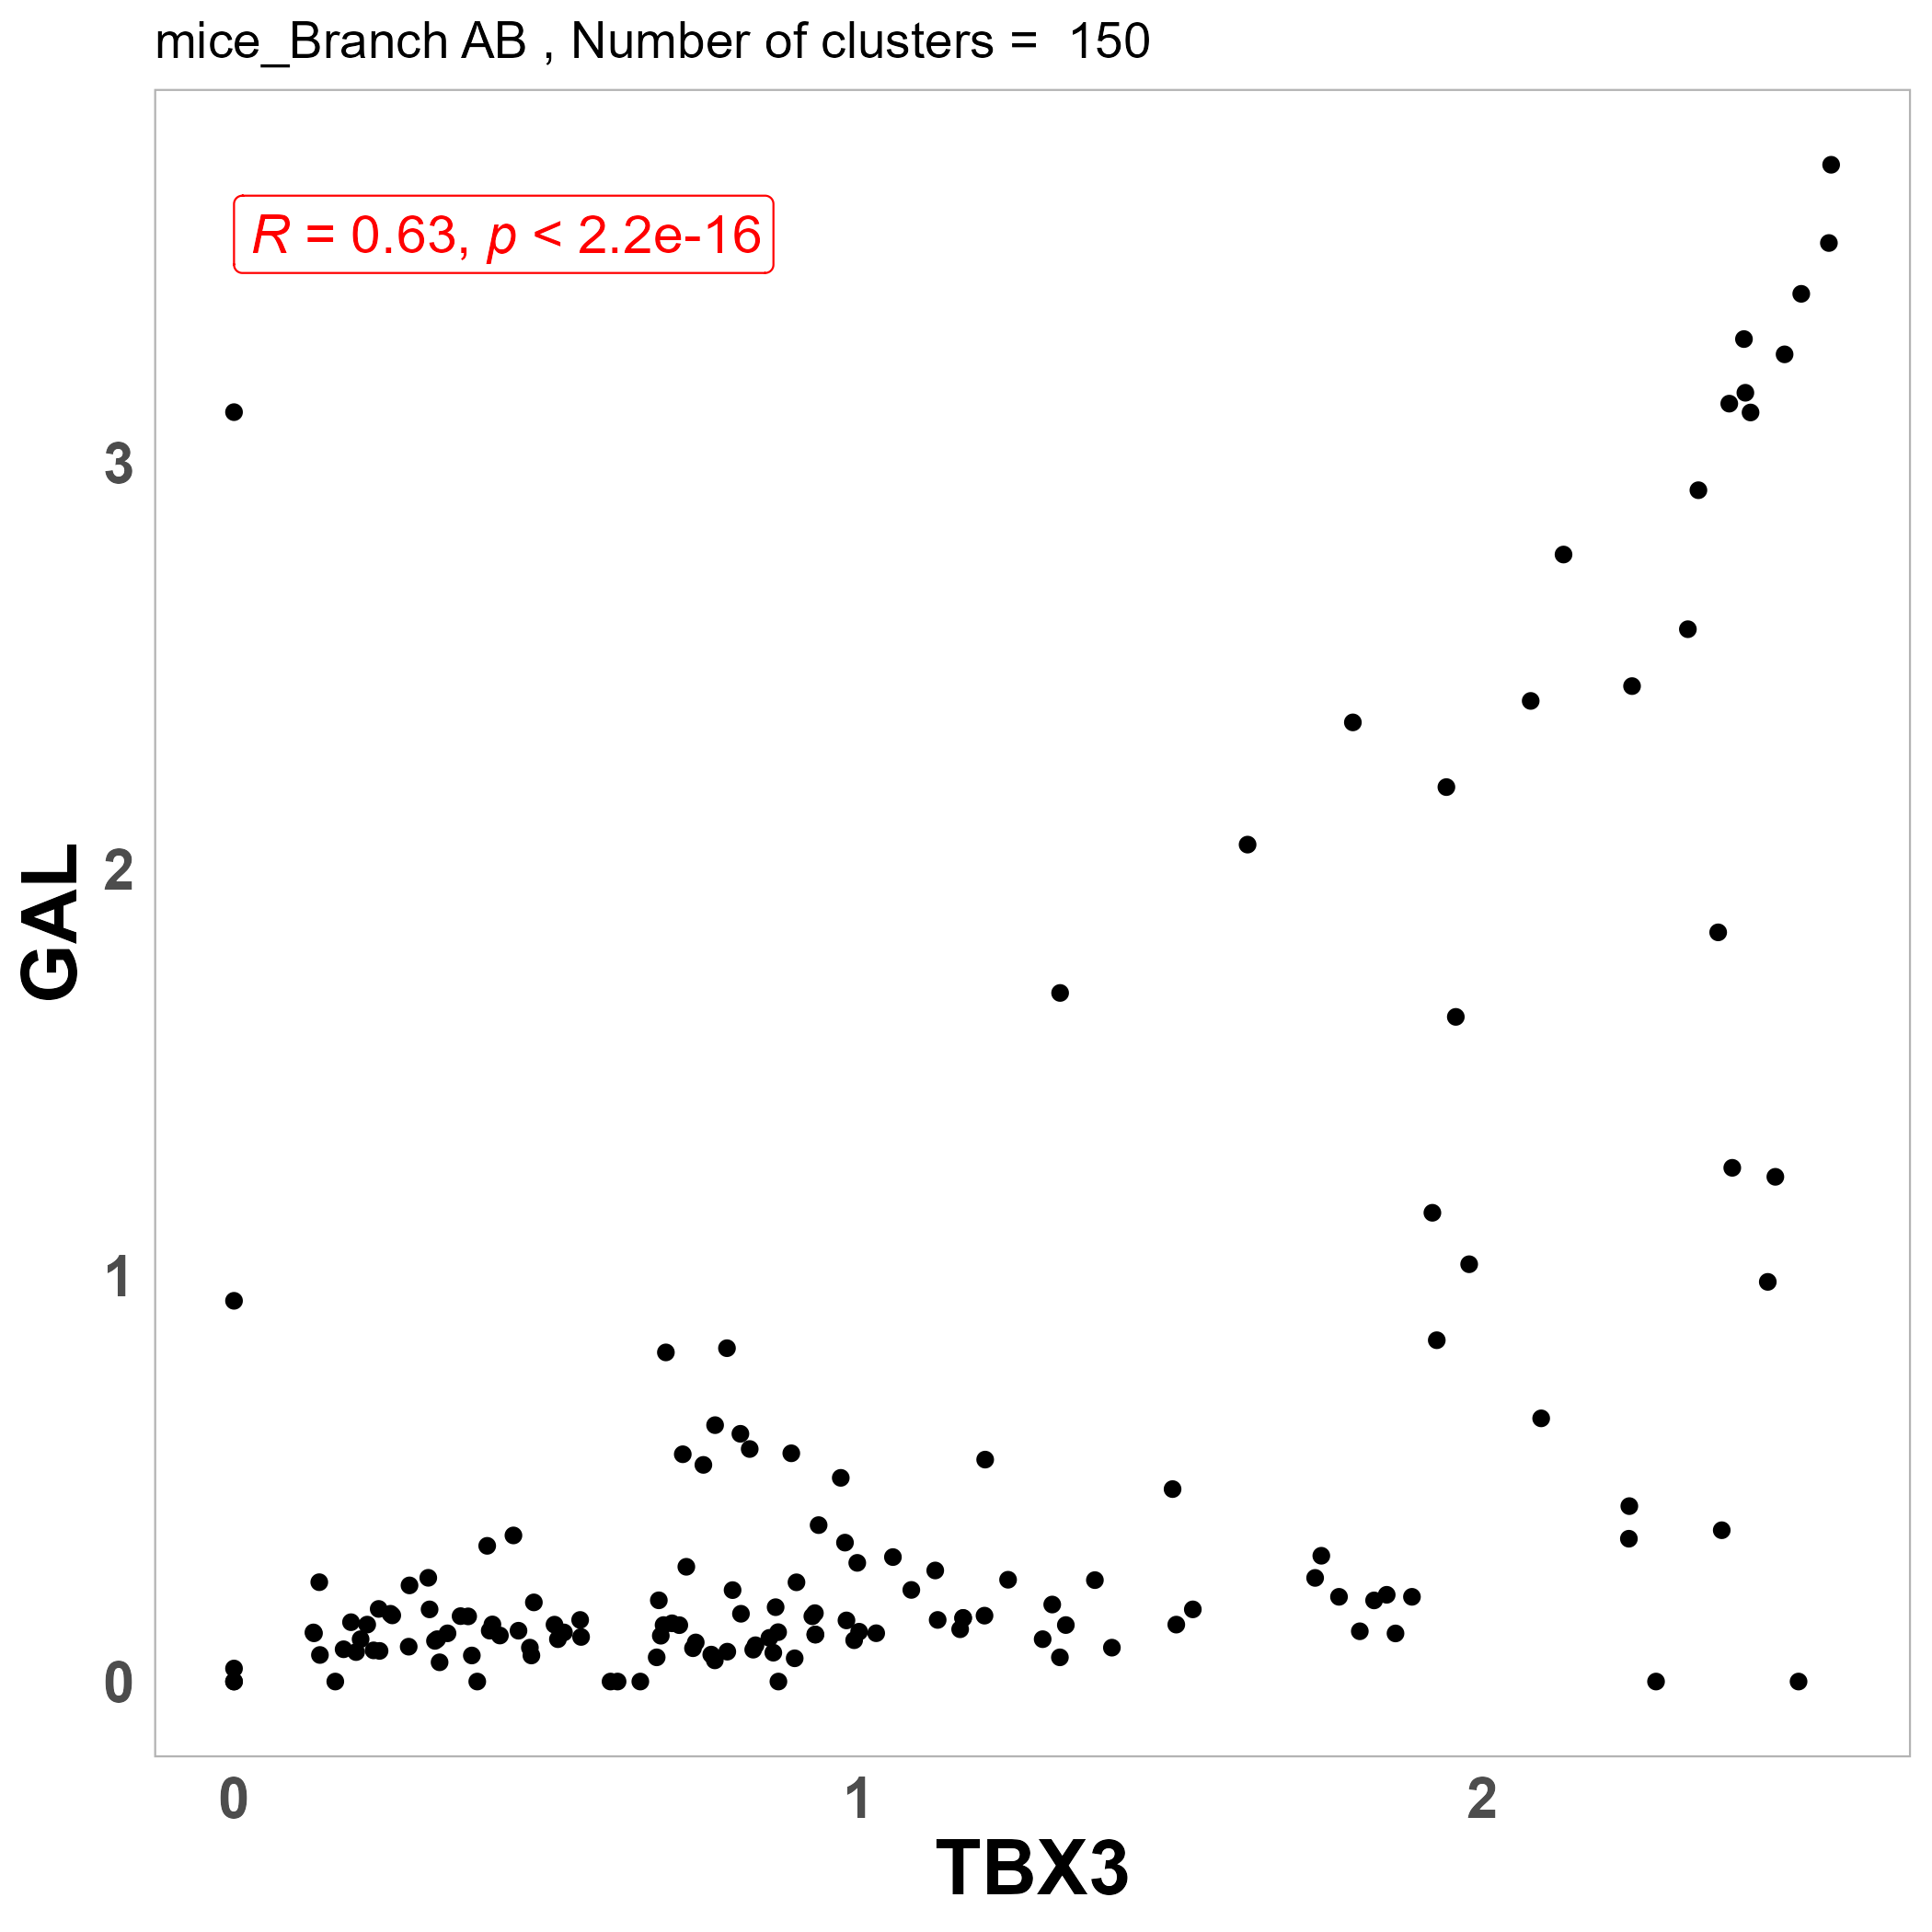 mice_Branch AB , Number of clusters =  150
R = 0.63, p < 2.2e-16
3
2
1
0
GAL
0 1 2
TBX3